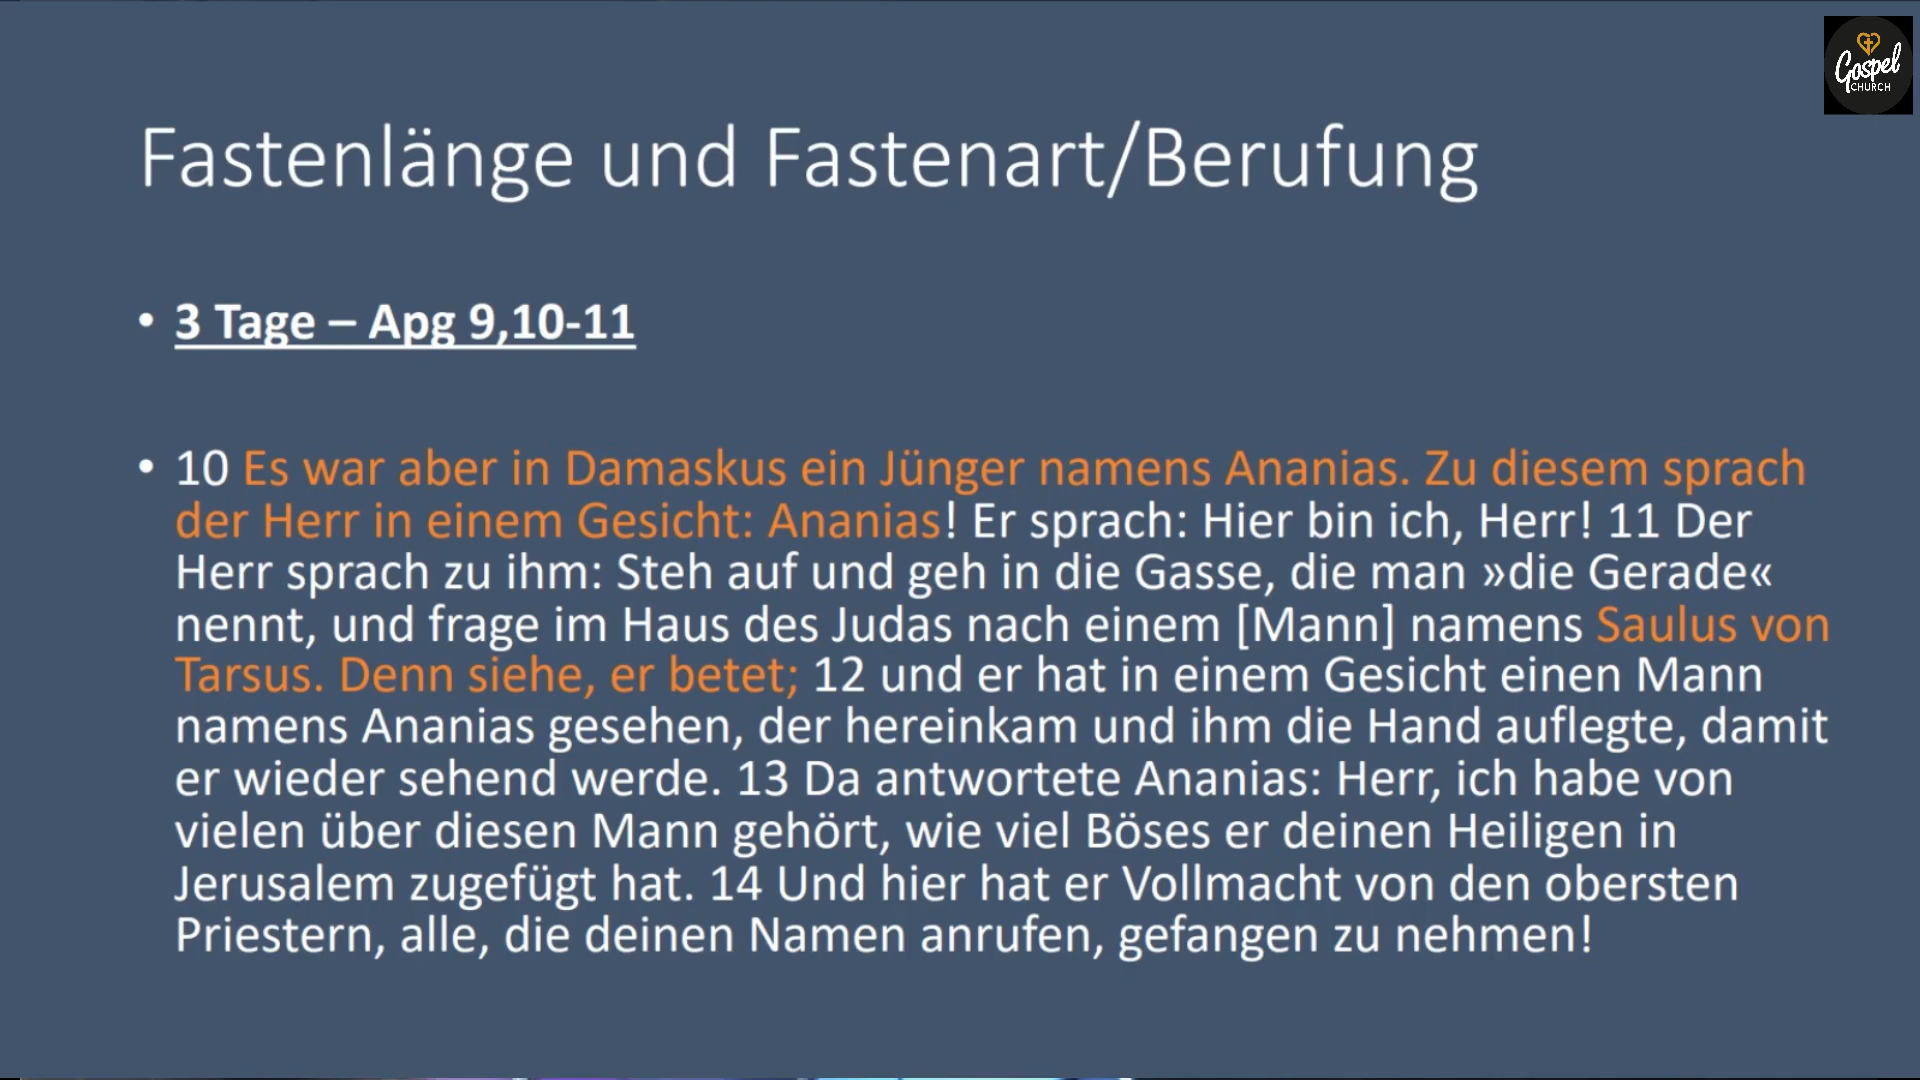 Gospel
CHURCH
Fastenlänge und Fastenart/Berufung
• 3 Tage – Apg 9,10-11
• 10 Es war aber in Damaskus ein Jünger namens Ananias. Zu diesem sprach
der Herr in einem Gesicht: Ananias! Er sprach: Hier bin ich, Herr! 11 Der
Herr sprach zu ihm: Steh auf und geh in die Gasse, die man »die Gerade«
nennt, und frage im Haus des Judas nach einem [Mann] namens Saulus von
Tarsus. Denn siehe, er betet; 12 und er hat in einem Gesicht einen Mann
namens Ananias gesehen, der hereinkam und ihm die Hand auflegte, damit
er wieder sehend werde. 13 Da antwortete Ananias: Herr, ich habe von
vielen über diesen Mann gehört, wie viel Böses er deinen Heiligen in
Jerusalem zugefügt hat. 14 Und hier hat er Vollmacht von den obersten
Priestern, alle, die deinen Namen anrufen, gefangen zu nehmen!